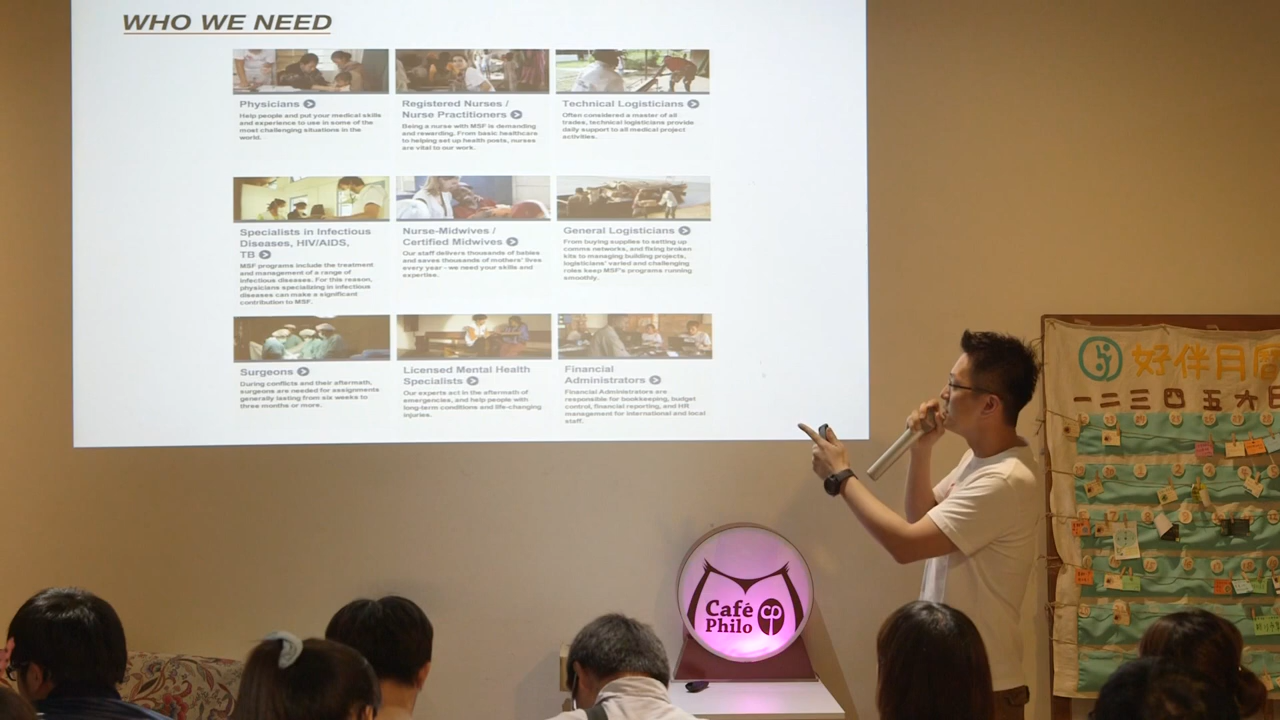 WHO WE NEED
Physicians
Help people and put your medical skills
and experience to use in some of the
most challenging situations in the
world.
Registered Nurses /
Nurse Practitioners
Being a nurse with MSF is demanding
and rewarding. From basic healthcare
to helping set up health posts, nurses
are vital to our work.
Technical Logisticians
Often considered a master of all
trades, technical logisticians provide
daily support to all medical project
activities.
Specialists in Infectious
Diseases, HIV/AIDS,
TB
MSF programs include the treatment
and management of a range of
infectious diseases. For this reason,
physicians specializing in infectious
diseases can make a significant
contribution to MSF.
Nurse-Midwives /
Certified Midwives
Our staff delivers thousands of babies
and saves thousands of mothers' lives
every year - we need your skills and
expertise.
General Logisticians
From buying supplies to setting up
comms networks, and fixing broken
kits to managing building projects,
logisticians' varied and challenging
roles keep MSF's programs running
smoothly.
Surgeons
During conflicts and their aftermath,
surgeons are needed for assignments
generally lasting from six weeks to
three months or more.
Licensed Mental Health
Specialists
Our experts act in the aftermath of
emergencies, and help people with
long-term conditions and life-changing
injuries.
Financial
Administrators
Financial Administrators are
responsible for bookkeeping, budget
control, financial reporting, and HR
management for international and local
staff.
Café
Philo
好伴月周
一二三四五六日